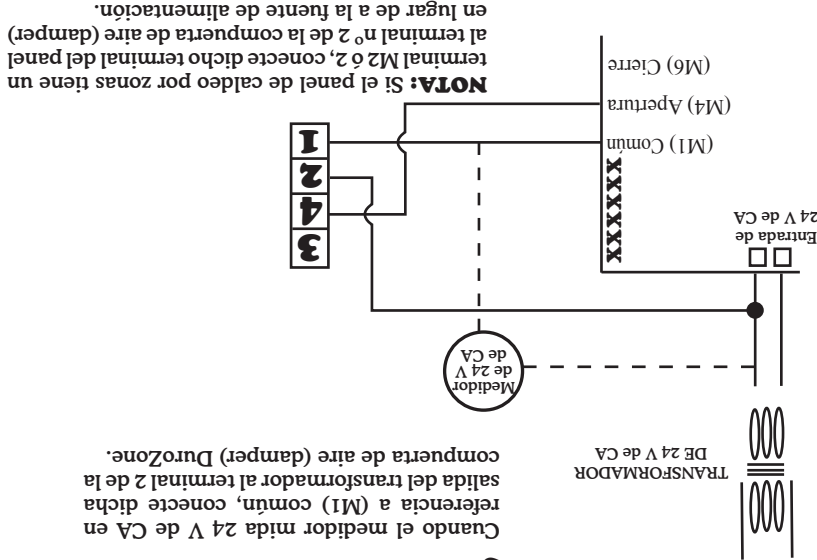 Cuando el medidor mida 24 V de CA en
referencia a (M1) común, conecte dicha
salida del transformador al terminal 2 de la
compuerta de aire (damper) DuroZone.
TRANSFORMADOR
DE 24 V de CA
Medidor
de 24 V
de CA
Entrada de
24 V de CA
3
4
2
1
XXXXXX
(M1) Común
(M4) Apertura
(M6) Cierre
NOTA: Si el panel de caldeo por zonas tiene un
terminal M2 ó 2, conecte dicho terminal del panel
al terminal nº 2 de la compuerta de aire (damper)
en lugar de a la fuente de alimentación.